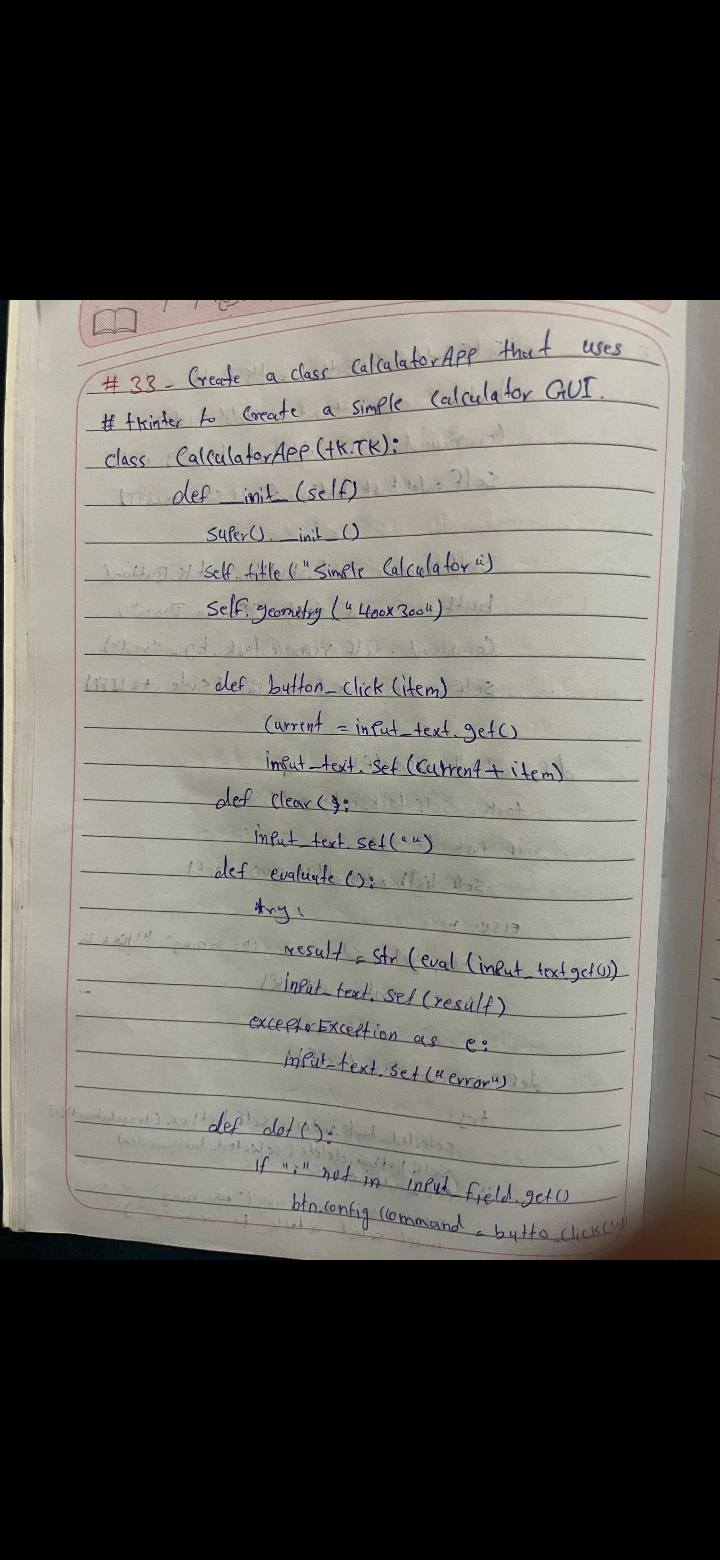 # 33 - Create a class CalculatorApp that uses
# tkinter to Create a simple Calculator GUI.
class CalculatorApp(tk.TK):
def _init_ (self)
super(). _init_ ()
self.title("Simple Calculator")
self.geometry("400x300")
def button_click (item)
Current = input_text.get()
input_text.set(Current + item)
def clear():
input_text.set("")
def evaluate():
try:
result = str (eval (input_text.get())
input_text.set(result)
except Exception as e:
input_text.set("error")
def dot():
if "." not in input_field.get()
btn.config (Command = butto_click(